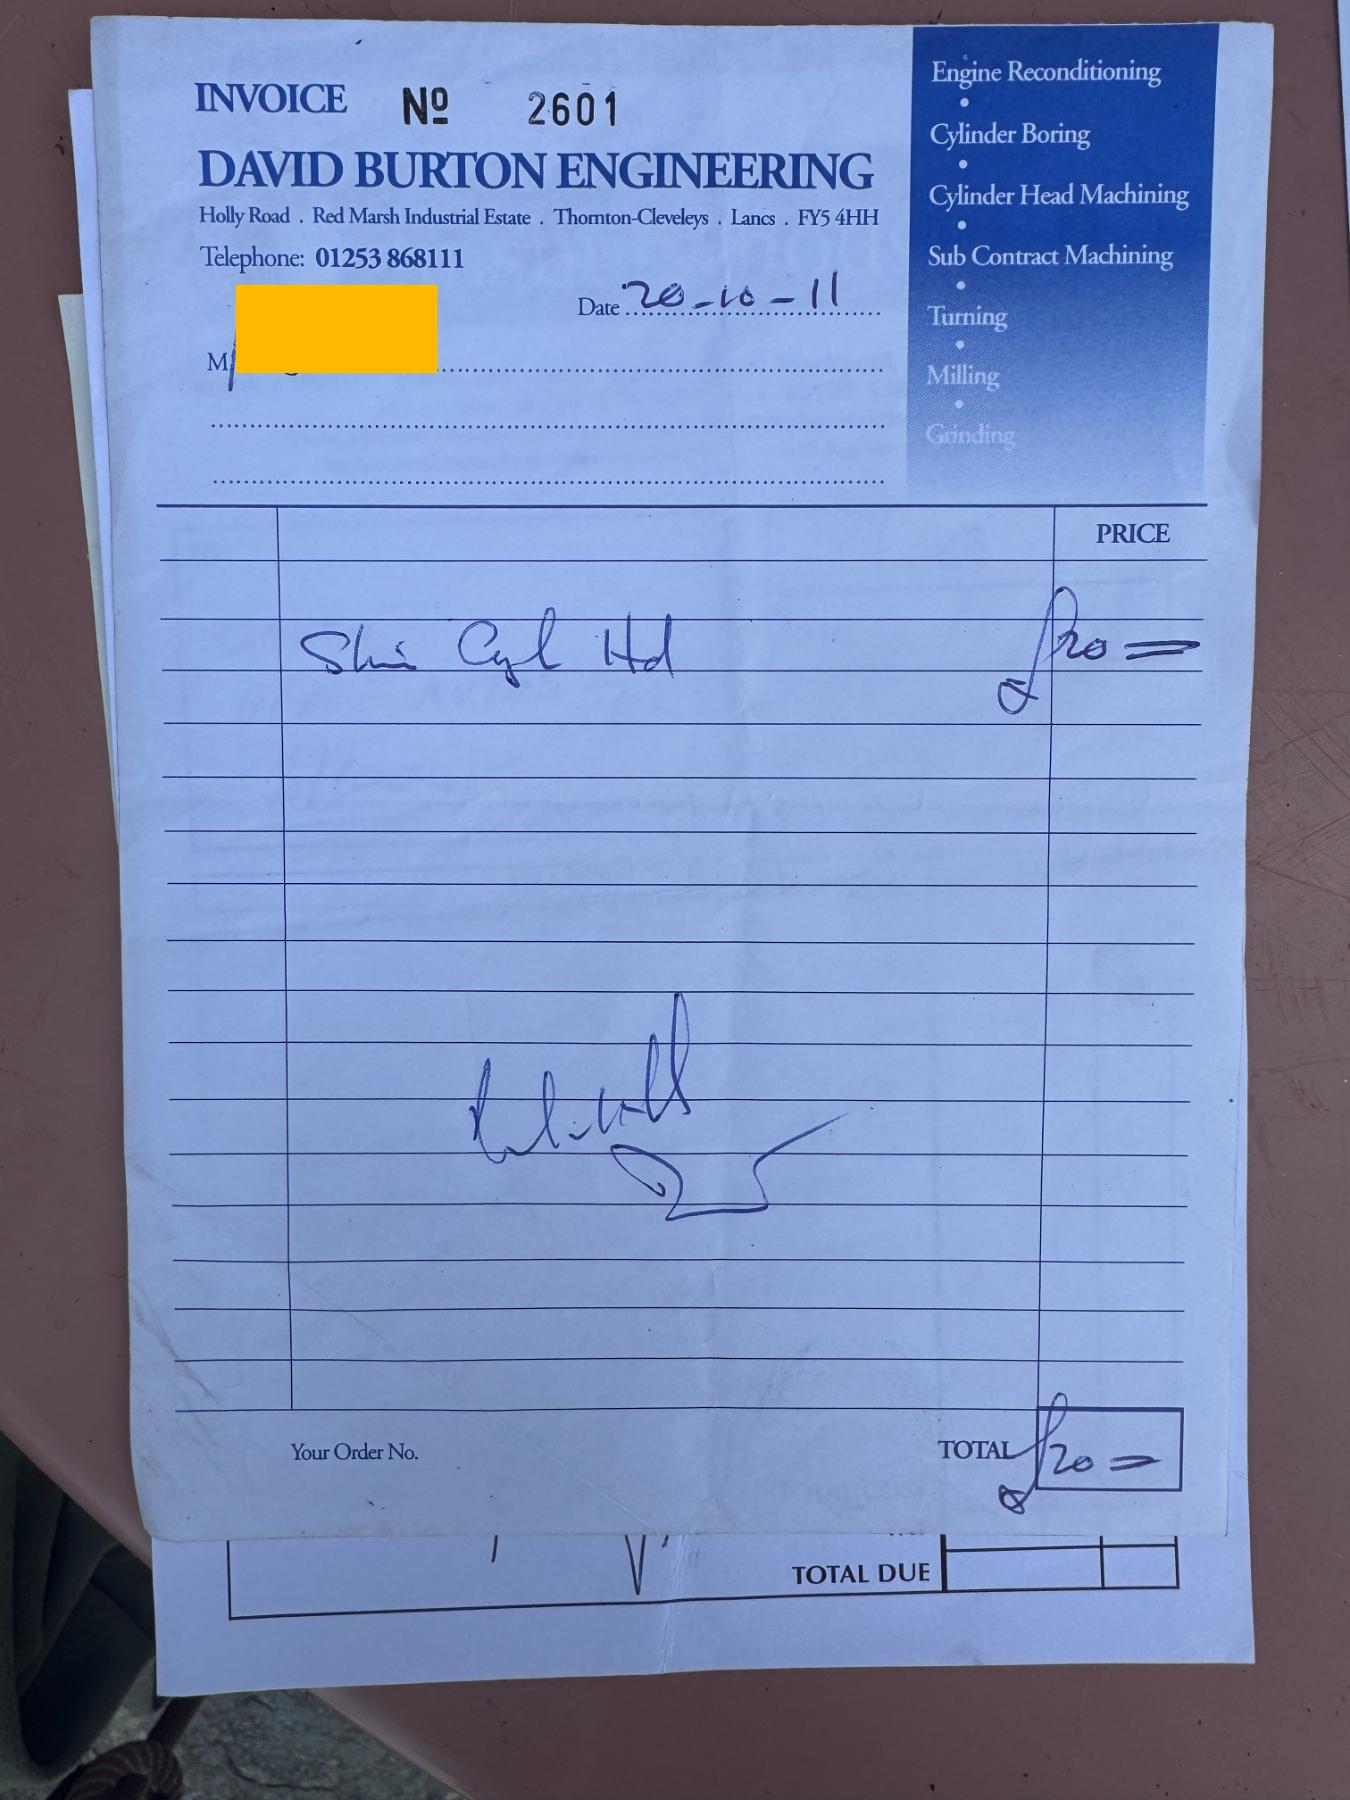 INVOICE Nº 2601
DAVID BURTON ENGINEERING
Holly Road . Red Marsh Industrial Estate . Thornton-Cleveleys . Lancs . FY5 4HH
Telephone: 01253 868111
Date 20-10-11
M/
Engine Reconditioning
•
Cylinder Boring
•
Cylinder Head Machining
•
Sub Contract Machining
•
Turning
•
Milling
•
Grinding
PRICE
Skim Cyl Hd £20=
Your Order No.
TOTAL £20=
TOTAL DUE